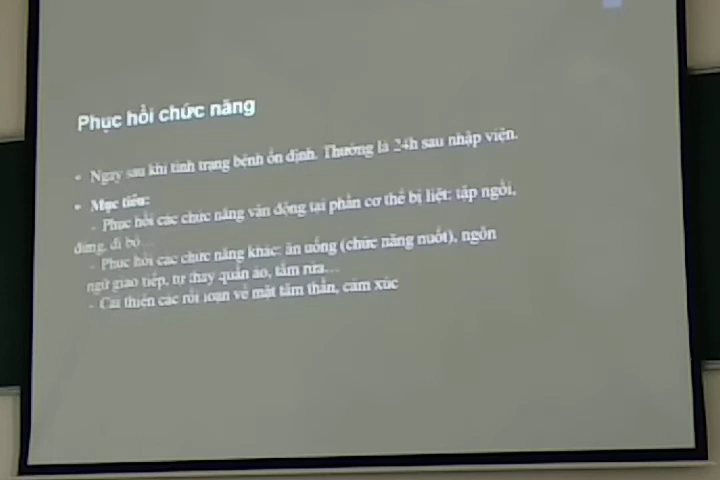 Phục hồi chức năng
• Ngay sau khi tình trạng bệnh ổn định. Thường là 24h sau nhập viện.
• Mục tiêu:
- Phục hồi các chức năng vận động tại phần cơ thể bị liệt: tập ngồi,
đứng, đi bộ...
- Phục hồi các chức năng khác: ăn uống (chức năng nuốt), ngôn
ngữ giao tiếp, tự thay quần áo, tắm rửa...
- Cải thiện các rối loạn về mặt tâm thần, cảm xúc